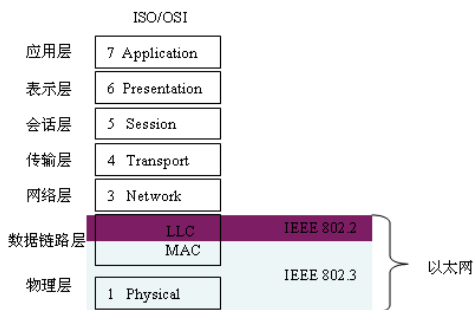 ISO/OSI
应用层 7 Application
表示层 6 Presentation
会话层 5 Session
传输层 4 Transport
网络层 3 Network
LLC IEEE 802.2
数据链路层 MAC
以太网
IEEE 802.3
物理层 1 Physical